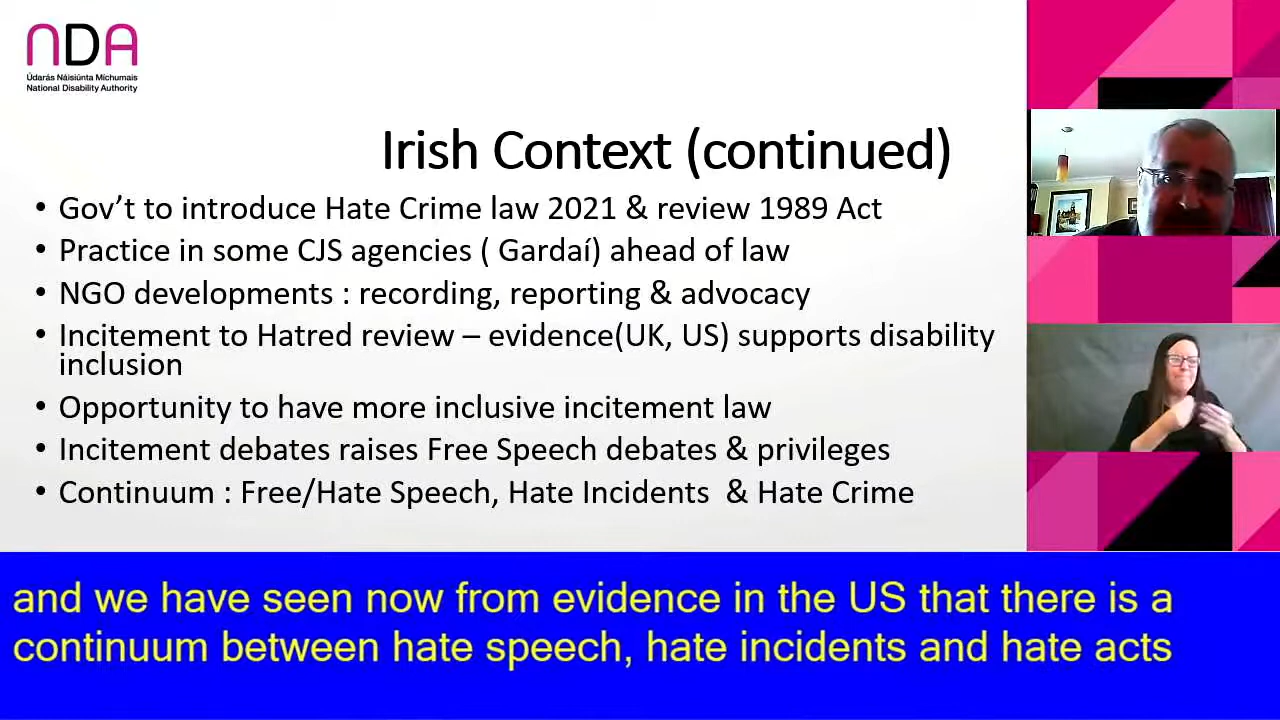 NDA
Údarás Náisiúnta Míchumais
National Disability Authority
Irish Context (continued)
• Gov’t to introduce Hate Crime law 2021 & review 1989 Act
• Practice in some CJS agencies ( Gardaí) ahead of law
• NGO developments : recording, reporting & advocacy
• Incitement to Hatred review – evidence(UK, US) supports disability
inclusion
• Opportunity to have more inclusive incitement law
• Incitement debates raises Free Speech debates & privileges
• Continuum : Free/Hate Speech, Hate Incidents & Hate Crime
and we have seen now from evidence in the US that there is a
continuum between hate speech, hate incidents and hate acts